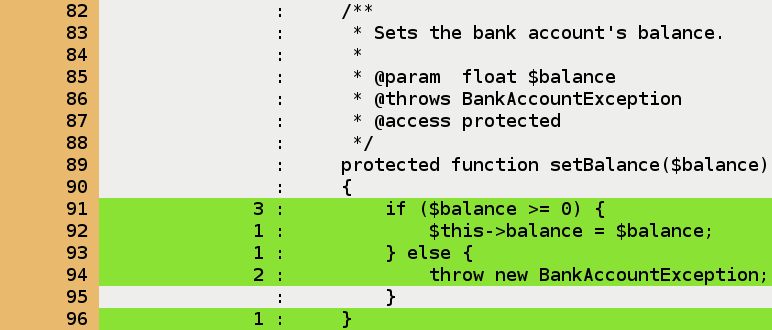 82 : /**
83 : * Sets the bank account's balance.
84 : *
85 : * @param  float $balance
86 : * @throws BankAccountException
87 : * @access protected
88 : */
89 : protected function setBalance($balance)
90 : {
91 3 : if ($balance >= 0) {
92 1 : $this->balance = $balance;
93 1 : } else {
94 2 : throw new BankAccountException;
95 : }
96 1 : }